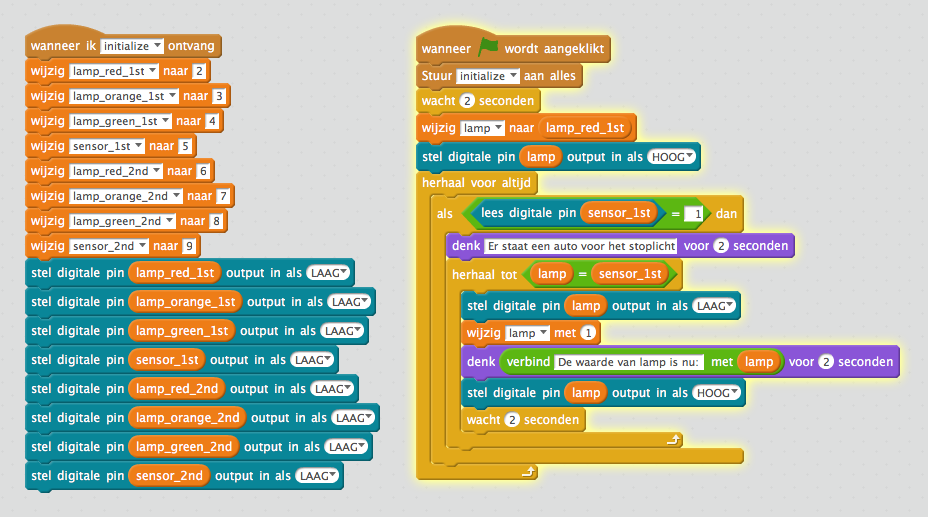 wanneer ik initialize ontvang
wijzig lamp_red_1st naar 2
wijzig lamp_orange_1st naar 3
wijzig lamp_green_1st naar 4
wijzig sensor_1st naar 5
wijzig lamp_red_2nd naar 6
wijzig lamp_orange_2nd naar 7
wijzig lamp_green_2nd naar 8
wijzig sensor_2nd naar 9
stel digitale pin lamp_red_1st output in als LAAG
stel digitale pin lamp_orange_1st output in als LAAG
stel digitale pin lamp_green_1st output in als LAAG
stel digitale pin sensor_1st output in als LAAG
stel digitale pin lamp_red_2nd output in als LAAG
stel digitale pin lamp_orange_2nd output in als LAAG
stel digitale pin lamp_green_2nd output in als LAAG
stel digitale pin sensor_2nd output in als LAAG
wanneer wordt aangeklikt
Stuur initialize aan alles
wacht 2 seconden
wijzig lamp naar lamp_red_1st
stel digitale pin lamp output in als HOOG
herhaal voor altijd
als lees digitale pin sensor_1st = 1 dan
denk Er staat een auto voor het stoplicht voor 2 seconden
herhaal tot lamp = sensor_1st
stel digitale pin lamp output in als LAAG
wijzig lamp met 1
denk verbind De waarde van lamp is nu: met lamp voor 2 seconden
stel digitale pin lamp output in als HOOG
wacht 2 seconden